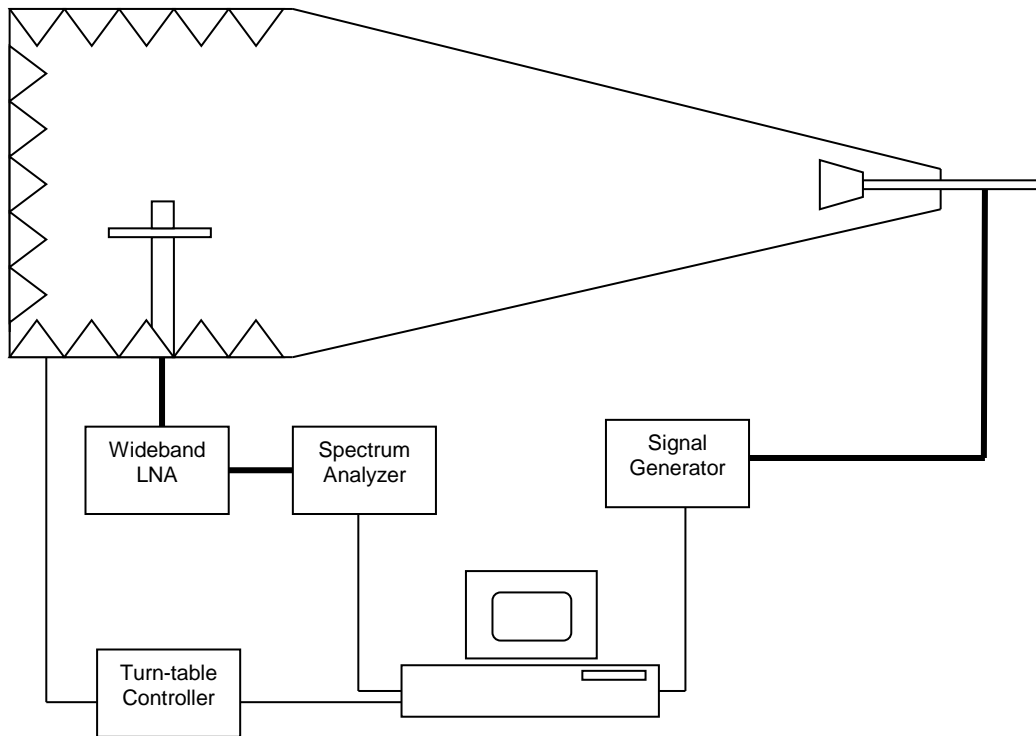 Wideband
LNA
Spectrum
Analyzer
Signal
Generator
Turn-table
Controller